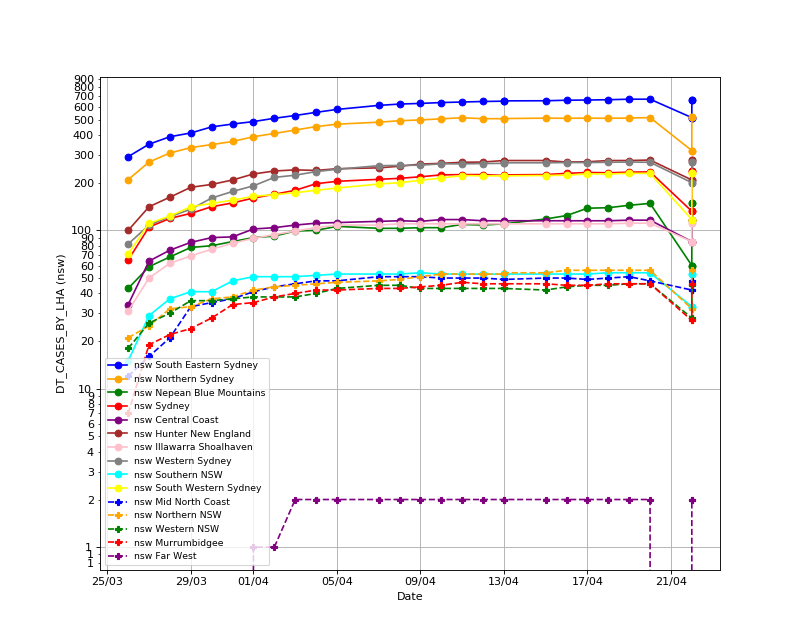 900
800
700
600
500
400
300
200
100
90
80
70
60
50
40
30
20
10
9
8
7
6
5
4
3
2
1
1
1
DT_CASES_BY_LHA (nsw)
nsw South Eastern Sydney
nsw Northern Sydney
nsw Nepean Blue Mountains
nsw Sydney
nsw Central Coast
nsw Hunter New England
nsw Illawarra Shoalhaven
nsw Western Sydney
nsw Southern NSW
nsw South Western Sydney
nsw Mid North Coast
nsw Northern NSW
nsw Western NSW
nsw Murrumbidgee
nsw Far West
25/03 29/03 01/04 05/04 09/04 13/04 17/04 21/04
Date